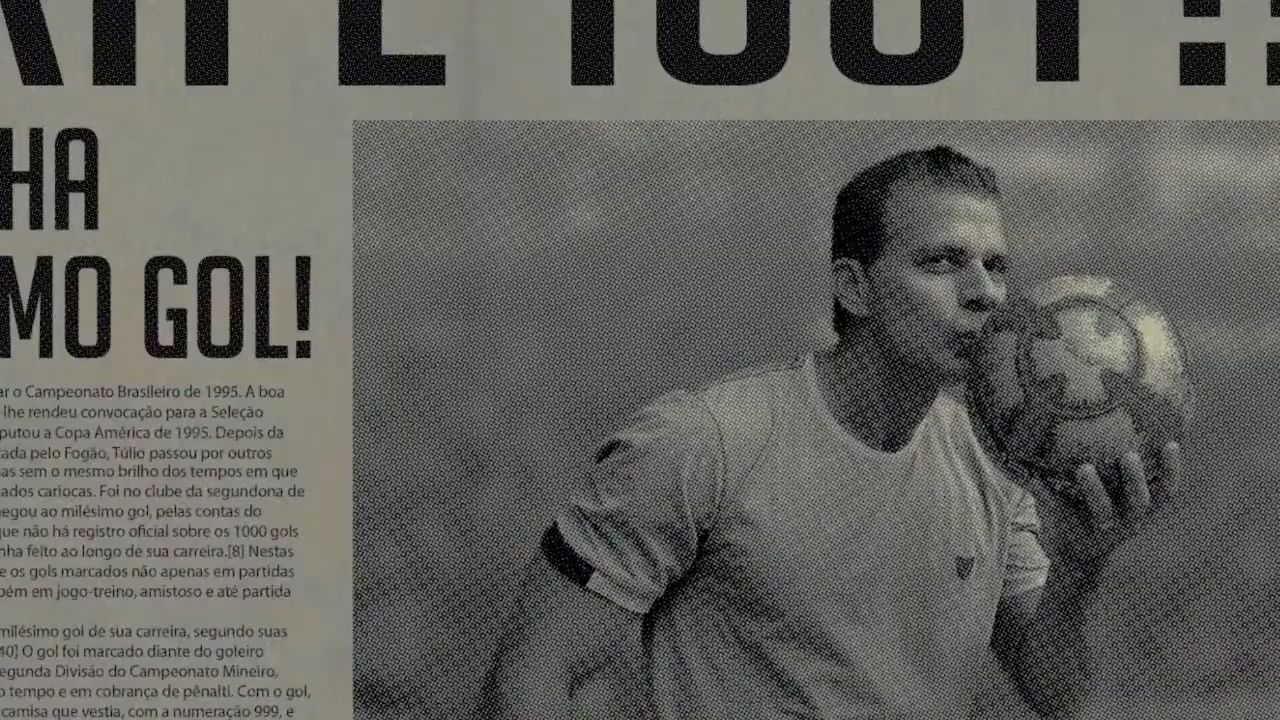 HA
MO GOL!
ar o Campeonato Brasileiro de 1995. A boa
lhe rendeu convocação para a Seleção
putou a Copa América de 1995. Depois da
ada pelo Fogão, Túlio passou por outros
as sem o mesmo brilho dos tempos em que
ados cariocas. Foi no clube da segundona de
negou ao milésimo gol, pelas contas do
que não há registro oficial sobre os 1000 gols
nha feito ao longo de sua carreira.[8] Nestas
e os gols marcados não apenas em partidas
bém em jogo-treino, amistoso e até partida
milésimo gol de sua carreira, segundo suas
40] O gol foi marcado diante do goleiro
egunda Divisão do Campeonato Mineiro,
o tempo e em cobrança de pênalti. Com o gol,
camisa que vestia, com a numeração 999, e